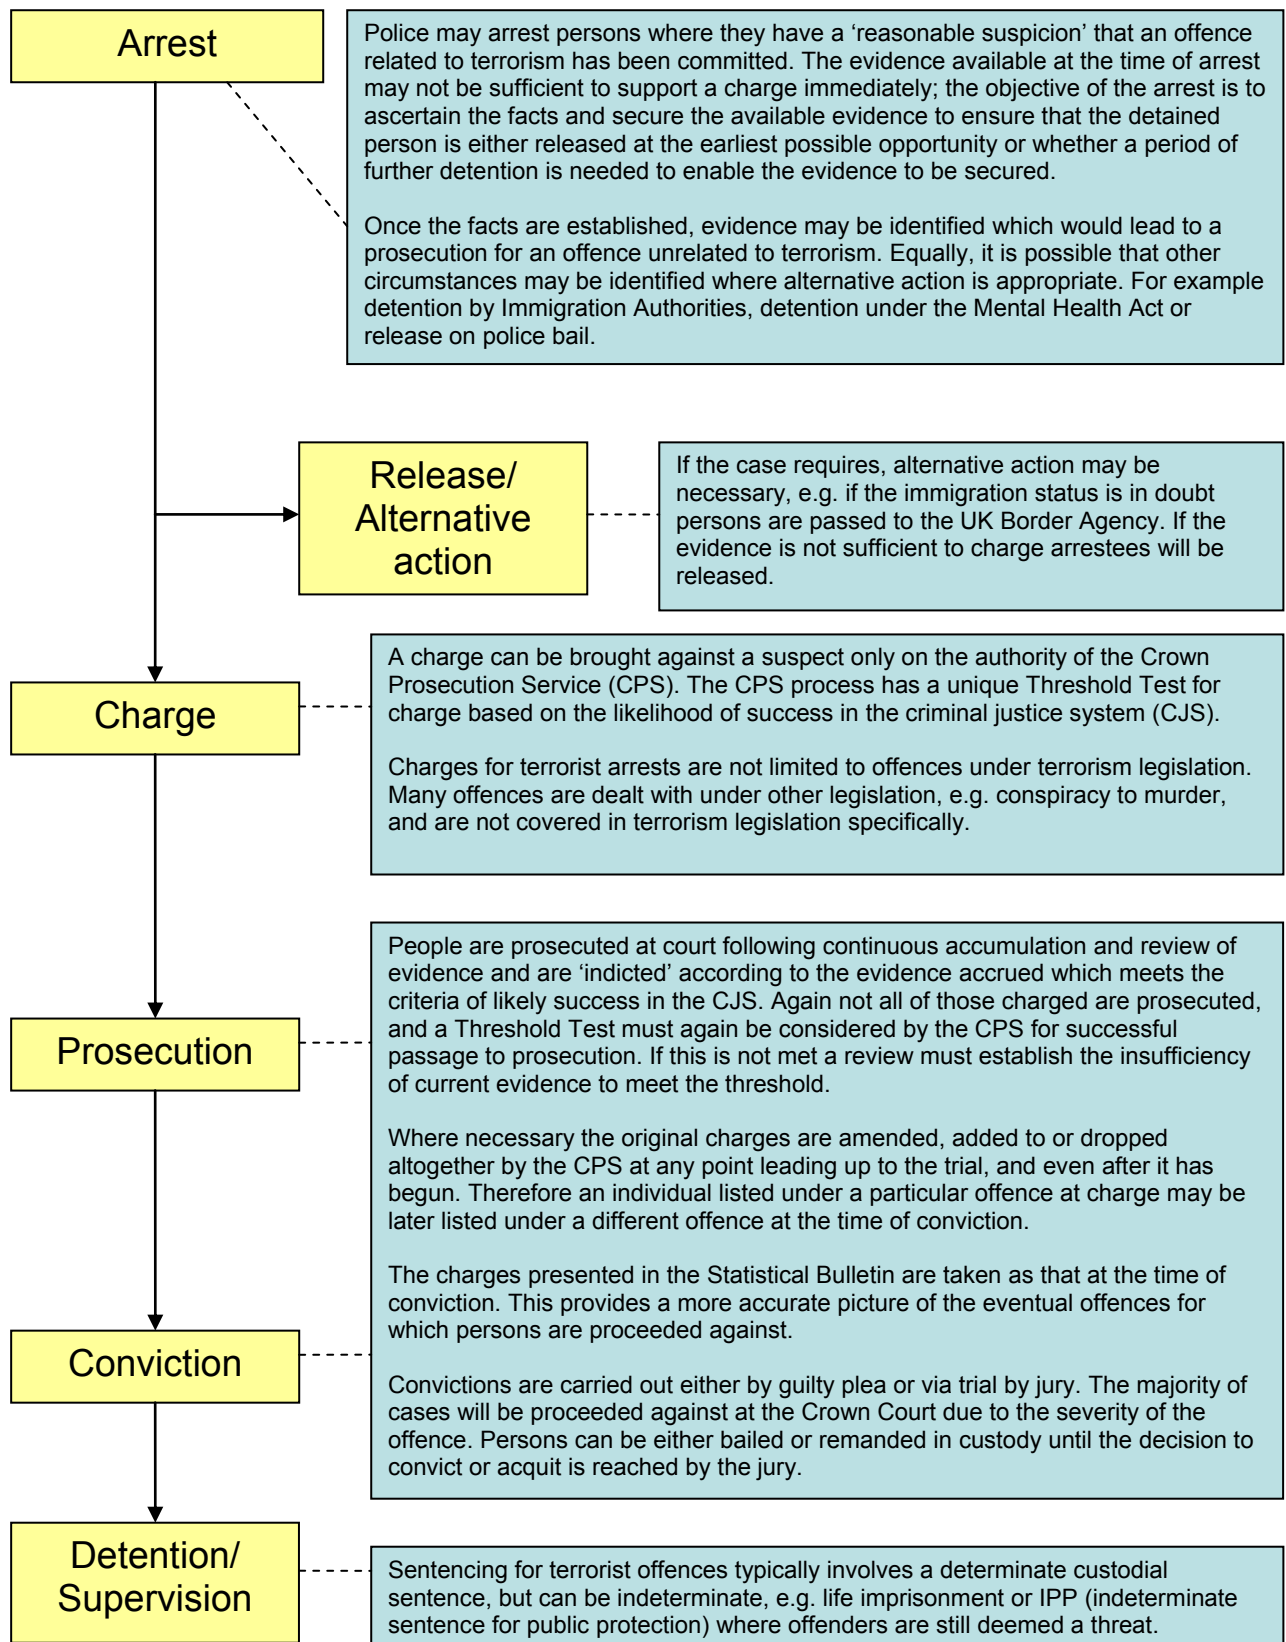 Arrest
Police may arrest persons where they have a ‘reasonable suspicion’ that an offence
related to terrorism has been committed. The evidence available at the time of arrest
may not be sufficient to support a charge immediately; the objective of the arrest is to
ascertain the facts and secure the available evidence to ensure that the detained
person is either released at the earliest possible opportunity or whether a period of
further detention is needed to enable the evidence to be secured.
Once the facts are established, evidence may be identified which would lead to a
prosecution for an offence unrelated to terrorism. Equally, it is possible that other
circumstances may be identified where alternative action is appropriate. For example
detention by Immigration Authorities, detention under the Mental Health Act or
release on police bail.
Release/
Alternative
action
If the case requires, alternative action may be
necessary, e.g. if the immigration status is in doubt
persons are passed to the UK Border Agency. If the
evidence is not sufficient to charge arrestees will be
released.
Charge
A charge can be brought against a suspect only on the authority of the Crown
Prosecution Service (CPS). The CPS process has a unique Threshold Test for
charge based on the likelihood of success in the criminal justice system (CJS).
Charges for terrorist arrests are not limited to offences under terrorism legislation.
Many offences are dealt with under other legislation, e.g. conspiracy to murder,
and are not covered in terrorism legislation specifically.
Prosecution
People are prosecuted at court following continuous accumulation and review of
evidence and are ‘indicted’ according to the evidence accrued which meets the
criteria of likely success in the CJS. Again not all of those charged are prosecuted,
and a Threshold Test must again be considered by the CPS for successful
passage to prosecution. If this is not met a review must establish the insufficiency
of current evidence to meet the threshold.
Where necessary the original charges are amended, added to or dropped
altogether by the CPS at any point leading up to the trial, and even after it has
begun. Therefore an individual listed under a particular offence at charge may be
later listed under a different offence at the time of conviction.
The charges presented in the Statistical Bulletin are taken as that at the time of
conviction. This provides a more accurate picture of the eventual offences for
which persons are proceeded against.
Conviction
Convictions are carried out either by guilty plea or via trial by jury. The majority of
cases will be proceeded against at the Crown Court due to the severity of the
offence. Persons can be either bailed or remanded in custody until the decision to
convict or acquit is reached by the jury.
Detention/
Supervision
Sentencing for terrorist offences typically involves a determinate custodial
sentence, but can be indeterminate, e.g. life imprisonment or IPP (indeterminate
sentence for public protection) where offenders are still deemed a threat.